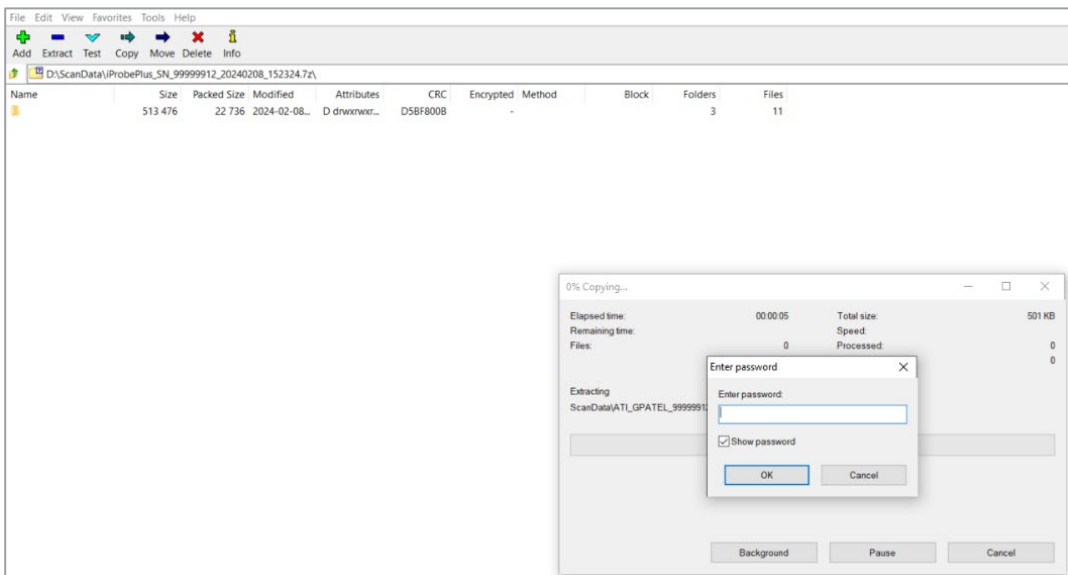 File Edit View Favorites Tools Help
Add Extract Test Copy Move Delete Info
D:\ScanData\iProbePlus_SN_99999912_20240208_152324.7z\
Name Size Packed Size Modified Attributes CRC Encrypted Method Block Folders Files
513 476 22 736 2024-02-08... D drwxrwxr... D5BF800B - 3 11
0% Copying...
Elapsed time: 00:00:05 Total size: 501 KB
Remaining time: Speed:
Files: 0 Processed: 0
0
Enter password
Extracting
ScanData\ATI_GPATEL_9999991
Enter password:
Show password
OK Cancel
Background Pause Cancel